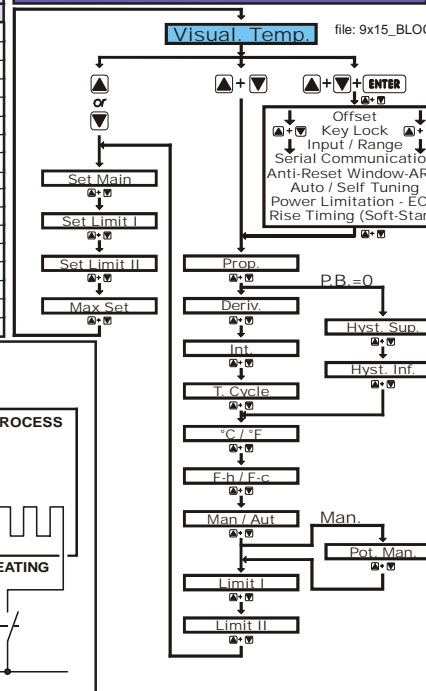 Visual. Temp.
file: 9x15_BLOC
or
+
+ + ENTER
+
Offset
+ Key Lock +
Input / Range
Serial Communicatio
Anti-Reset Window-AR
Auto / Self Tuning
Power Limitation - EC
Rise Timing (Soft-Star
+
Set Main
+
Set Limit I
+
Set Limit II
+
Max Set
+
Prop.
+
P.B.=0
Deriv.
+
Hyst. Sup.
+
Int.
+
Hyst. Inf.
+
T. Cycle
+
°C / °F
+
F-h / F-c
+
Man / Aut
+
Man.
Pot. Man.
+
Limit I
+
Limit II
+
ROCESS
EATING